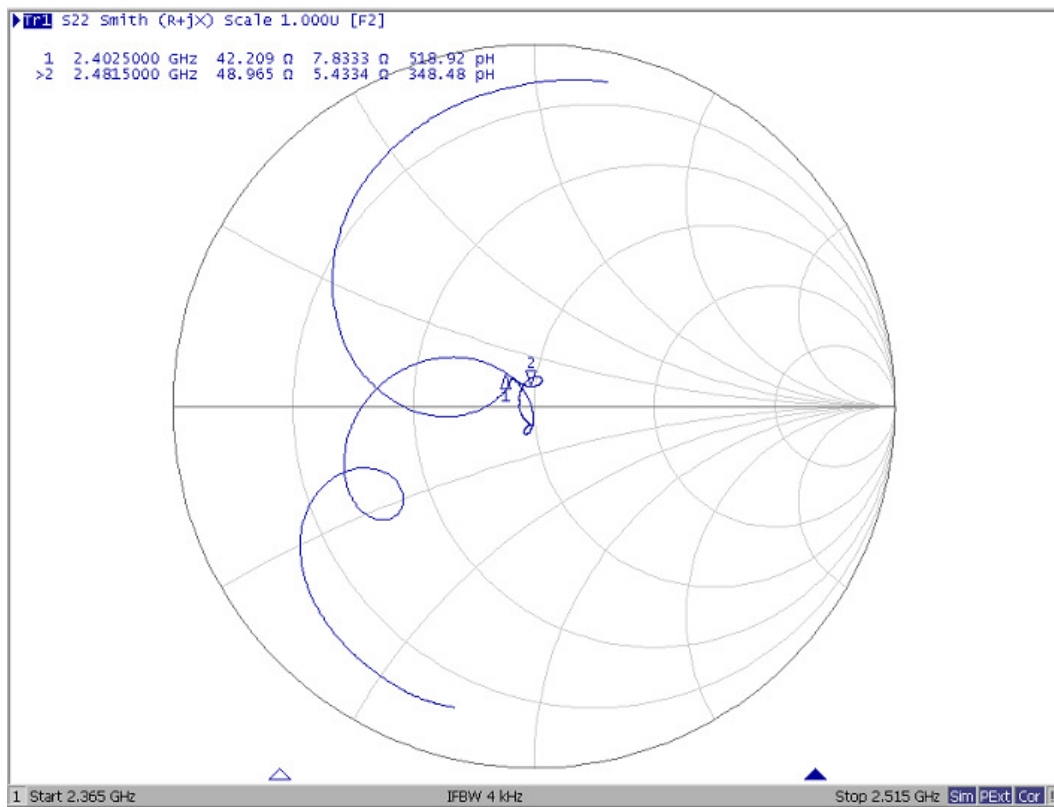 Tr1 S22 Smith (R+jX) Scale 1.000U [F2]
1 2.4025000 GHz 42.209 Ω 7.8333 Ω 518.92 pH
>2 2.4815000 GHz 48.965 Ω 5.4334 Ω 348.48 pH
2
1
1 Start 2.365 GHz IFBW 4 kHz Stop 2.515 GHz Sim PExt Cor